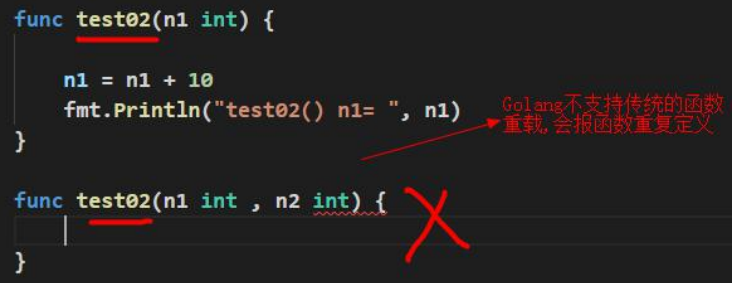 func test02(n1 int) {
n1 = n1 + 10
fmt.Println("test02() n1= ", n1)
}
Golang不支持传统的函数
重载,会报函数重复定义
func test02(n1 int , n2 int) {
}